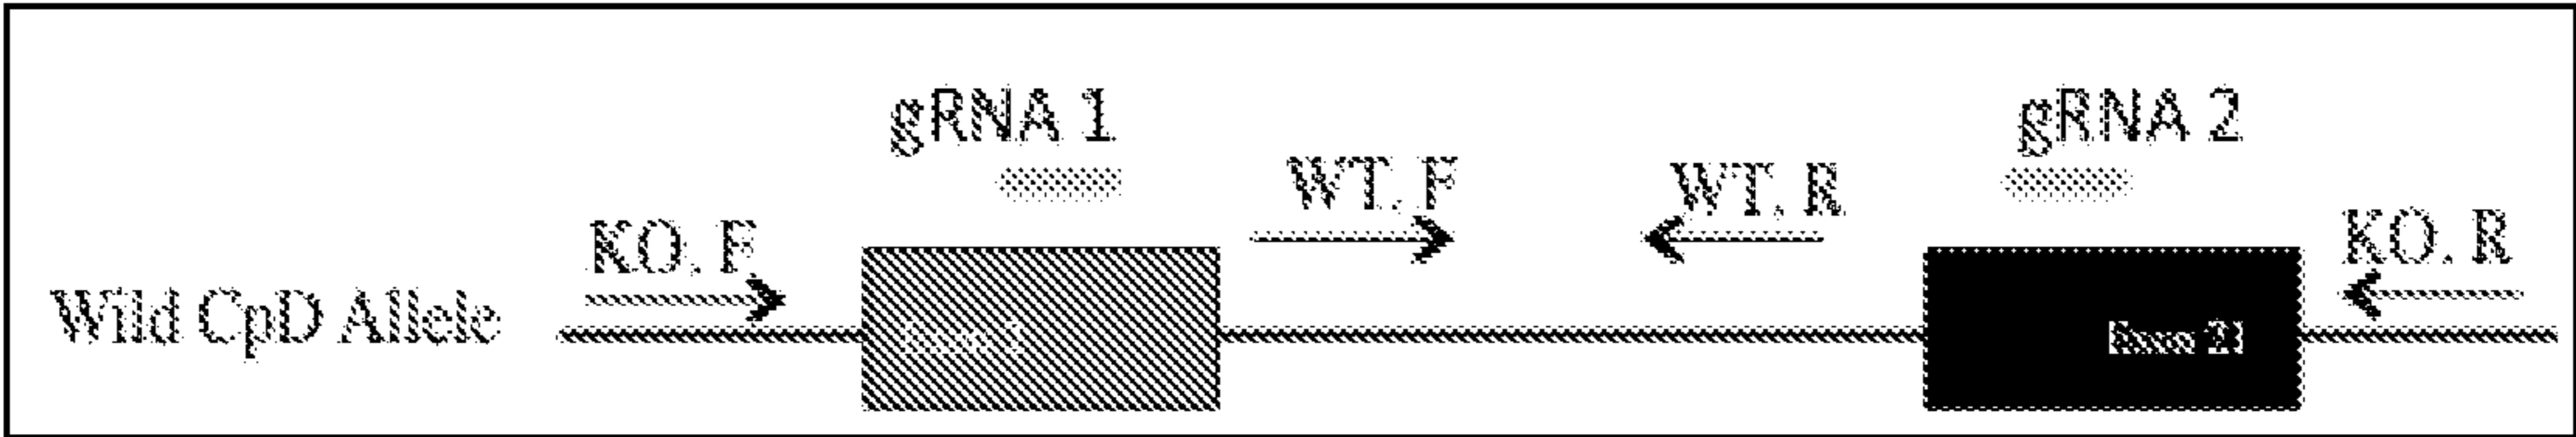 gRNA 1
gRNA 2
WT. F
WT. R
KO. F
KO. R
Wild CpD Allele